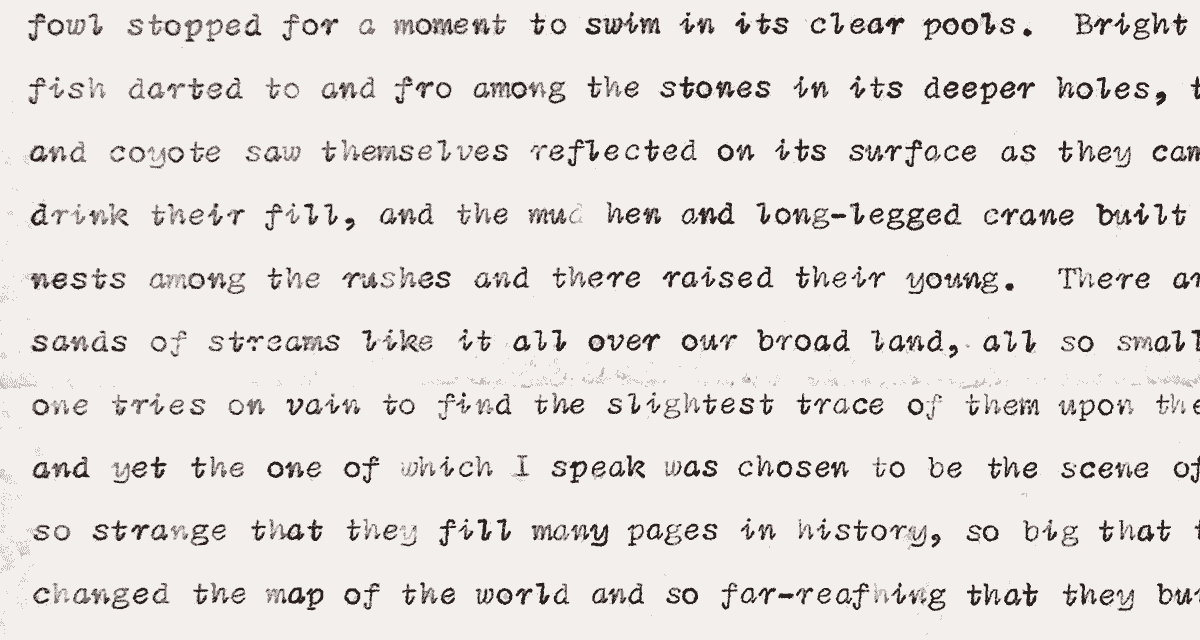 fowl stopped for a moment to swim in its clear pools. Bright
fish darted to and fro among the stones in its deeper holes,
and coyote saw themselves reflected on its surface as they
drink their fill, and the mud hen and long-legged crane built
nests among the rushes and there raised their young. There
sands of streams like it all over our broad land, all so small
one tries on vain to find the slightest trace of them upon the
and yet the one of which I speak was chosen to be the scene of
so strange that they fill many pages in history, so big that
changed the map of the world and so far-reafhing that they